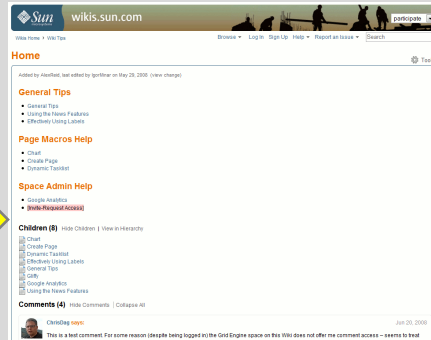 Sun wikis.sun.com participate
Wikis Home > Wiki Tips Browse Log In Sign Up Help Report an Issue Search
Home
Too
Added by AlexReid, last edited by IgorMinar on May 29, 2008 (view change)
General Tips
General Tips
Using the News Features
Effectively Using Labels
Page Macros Help
Chart
Create Page
Dynamic Tasklist
Space Admin Help
Google Analytics
[Invite-Request Access]
Children (8) Hide Children | View in Hierarchy
Chart
Create Page
Dynamic Tasklist
Effectively Using Labels
General Tips
Gliffy
Google Analytics
Using the News Features
Comments (4) Hide Comments | Collapse All
ChrisDag says: Jun 20, 2008
This is a test comment. For some reason (despite being logged in) the Grid Engine space on this Wiki does not offer me comment access – seems to treat